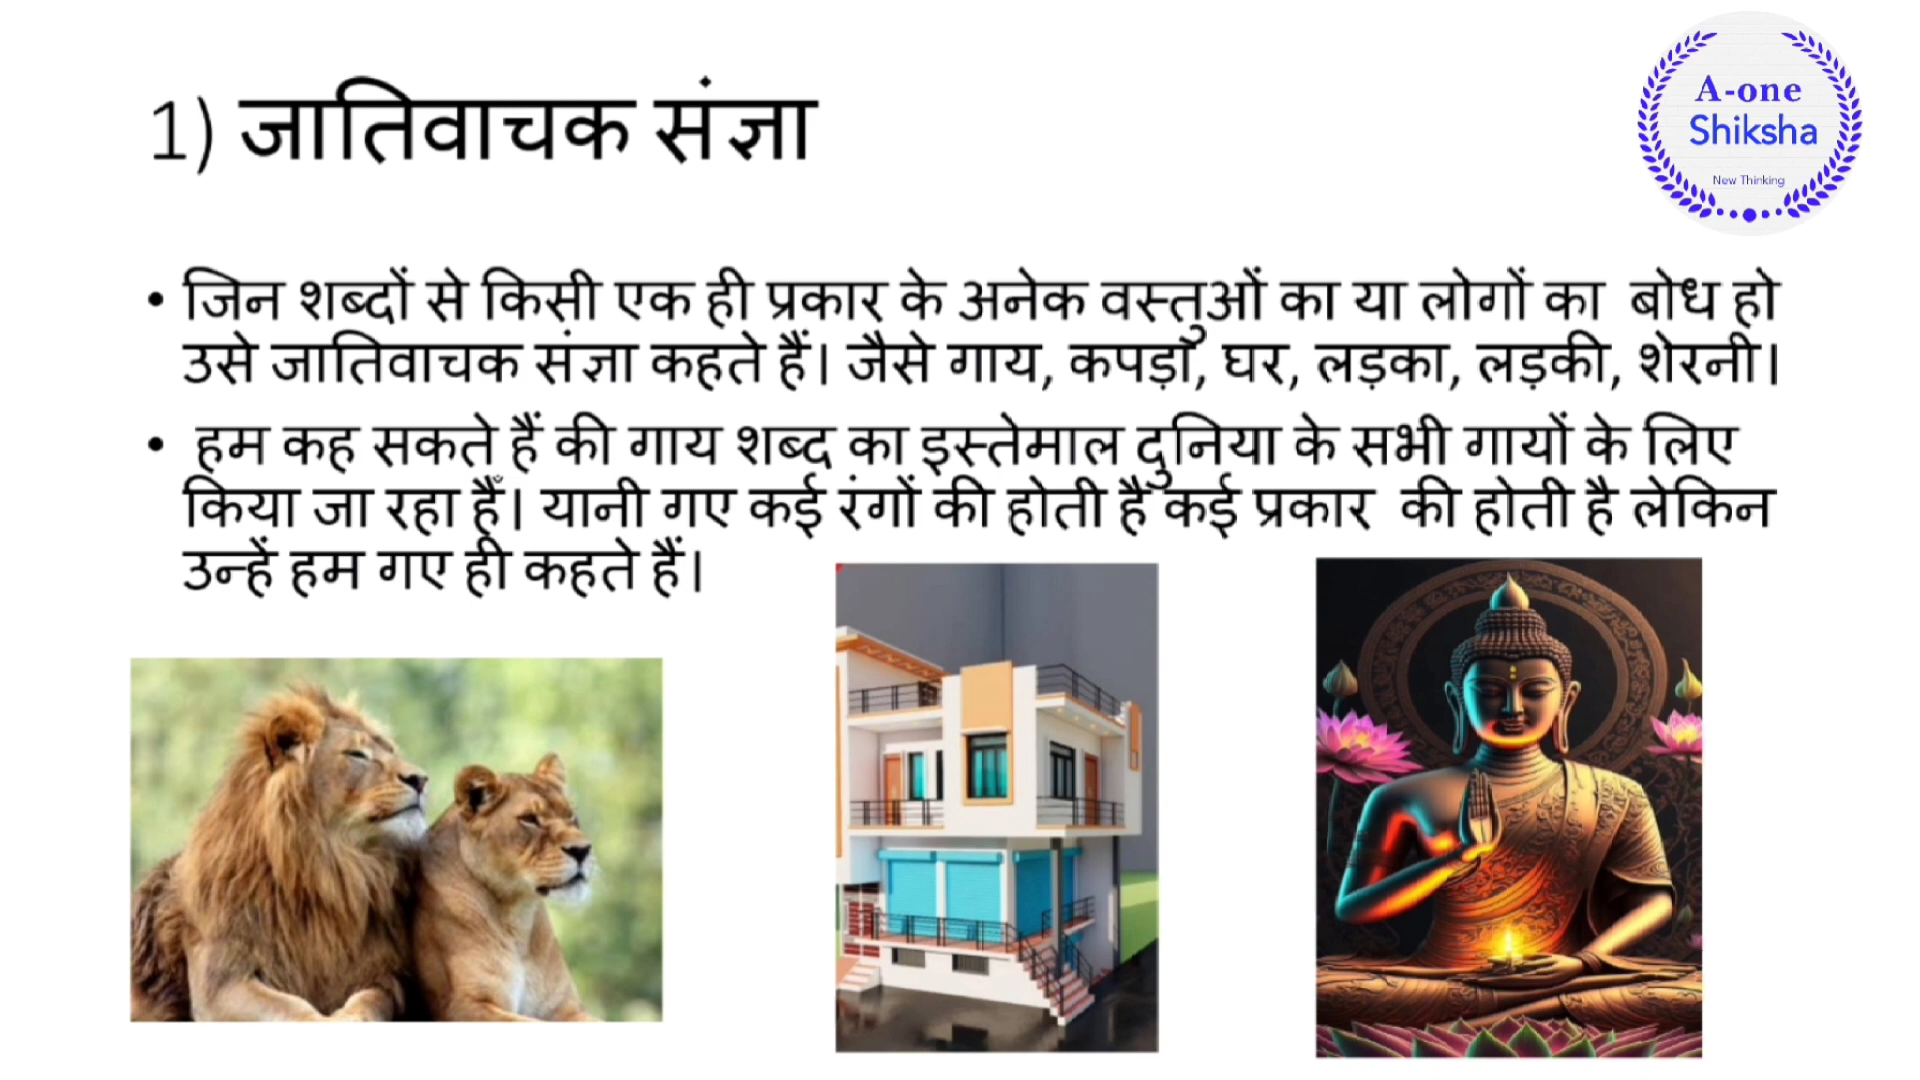 1) जातिवाचक संज्ञा
A-one
Shiksha
New Thinking
• जिन शब्दों से किसी एक ही प्रकार के अनेक वस्तुओं का या लोगों का बोध हो
उसे जातिवाचक संज्ञा कहते हैं। जैसे गाय, कपड़ा, घर, लड़का, लड़की, शेरनी।
• हम कह सकते हैं की गाय शब्द का इस्तेमाल दुनिया के सभी गायों के लिए
किया जा रहा हैँ। यानी गए कई रंगों की होती है कई प्रकार की होती है लेकिन
उन्हें हम गए ही कहते हैं।